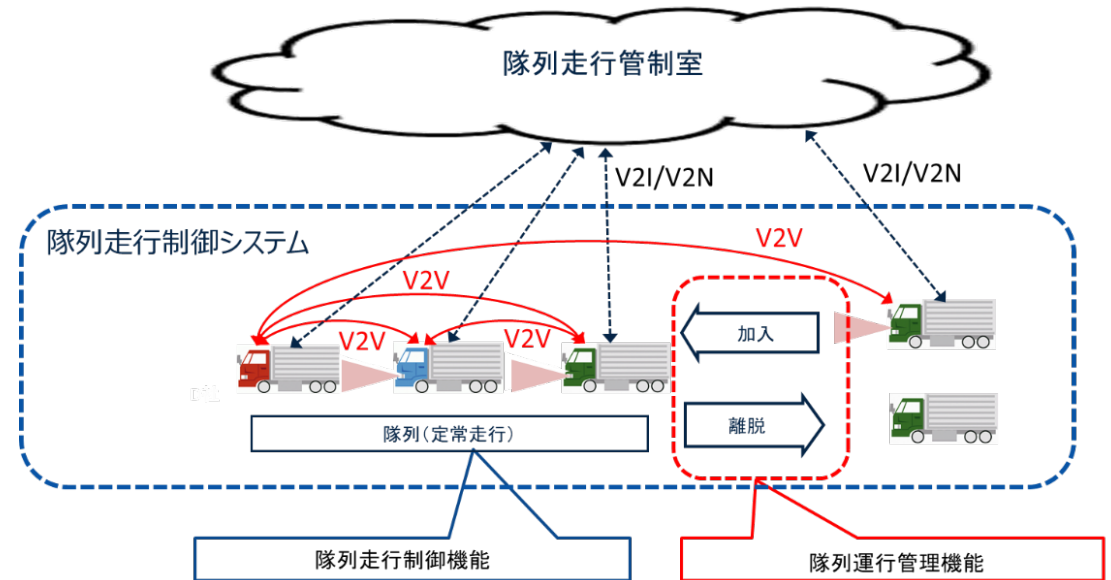 隊列走行管制室
V2I/V2N
V2I/V2N
隊列走行制御システム
V2V
V2V
V2V
V2V
加入
隊列(定常走行)
離脱
隊列走行制御機能
隊列運行管理機能